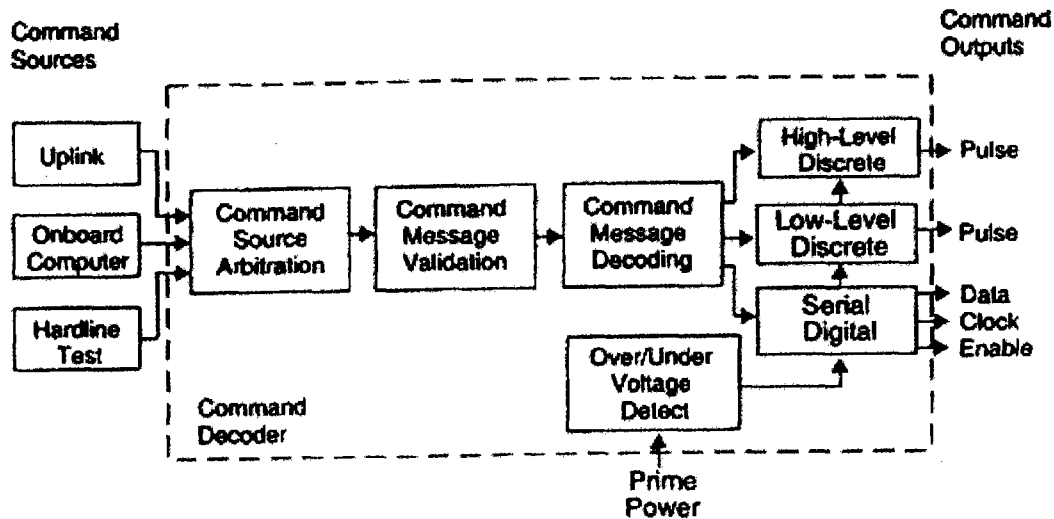 Command
Sources
Command
Outputs
Uplink
Onboard
Computer
Hardline
Test
Command
Source
Arbitration
Command
Message
Validation
Command
Message
Decoding
High-Level
Discrete
Pulse
Low-Level
Discrete
Pulse
Serial
Digital
Data
Clock
Enable
Over/Under
Voltage
Detect
Command
Decoder
Prime
Power